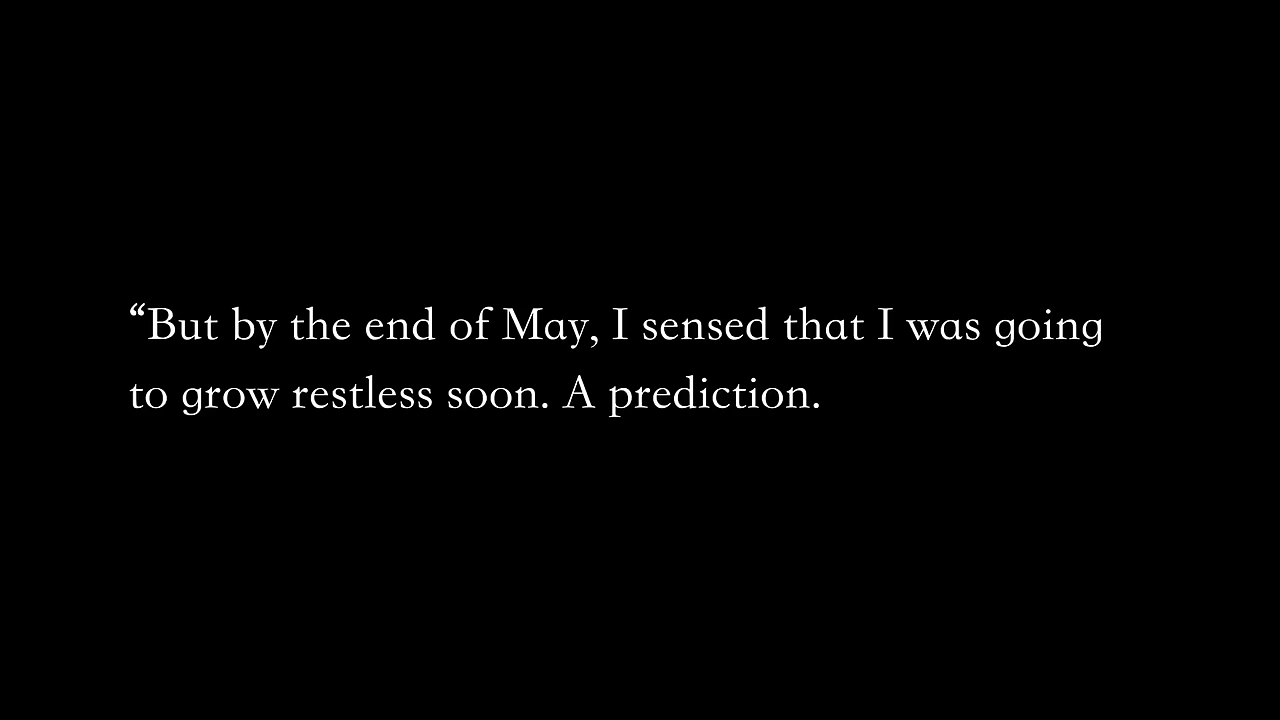 “But by the end of May, I sensed that I was going
to grow restless soon. A prediction.